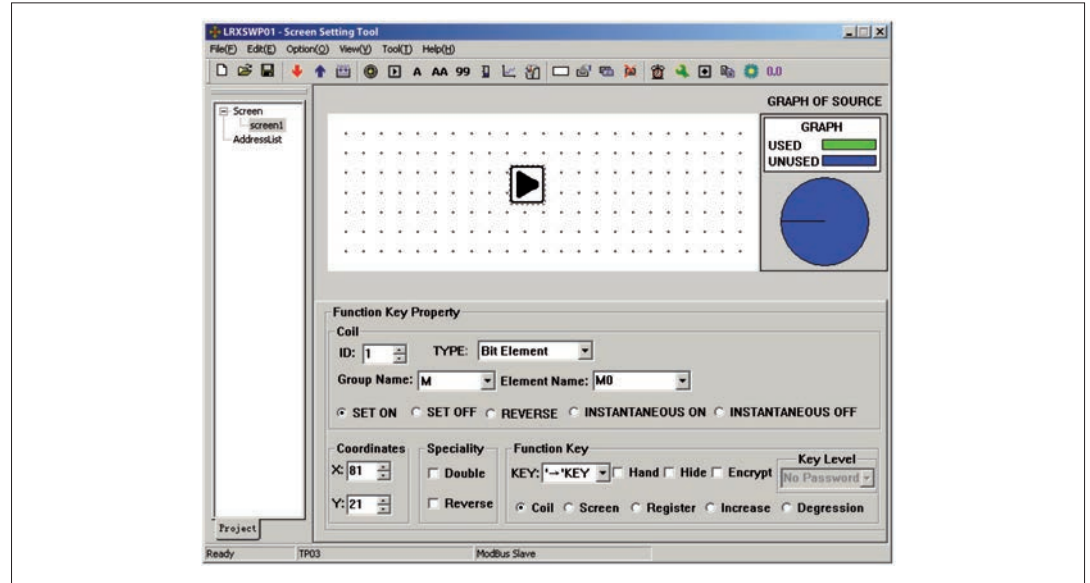 LRXSWP01 - Screen Setting Tool
File(F) Edit(E) Option(O) View(V) Tool(T) Help(H)
A AA 99 0.0
GRAPH OF SOURCE
Screen
screen1
AddressList
GRAPH
USED
UNUSED
Function Key Property
Coil
ID: 1 TYPE: Bit Element
Group Name: M Element Name: M0
SET ON SET OFF REVERSE INSTANTANEOUS ON INSTANTANEOUS OFF
Coordinates Speciality Function Key Key Level
X: 81 Double KEY: '→'KEY Hand Hide Encrypt No Password
Y: 21 Reverse Coil Screen Register Increase Degression
Project
Ready TP03 ModBus Slave